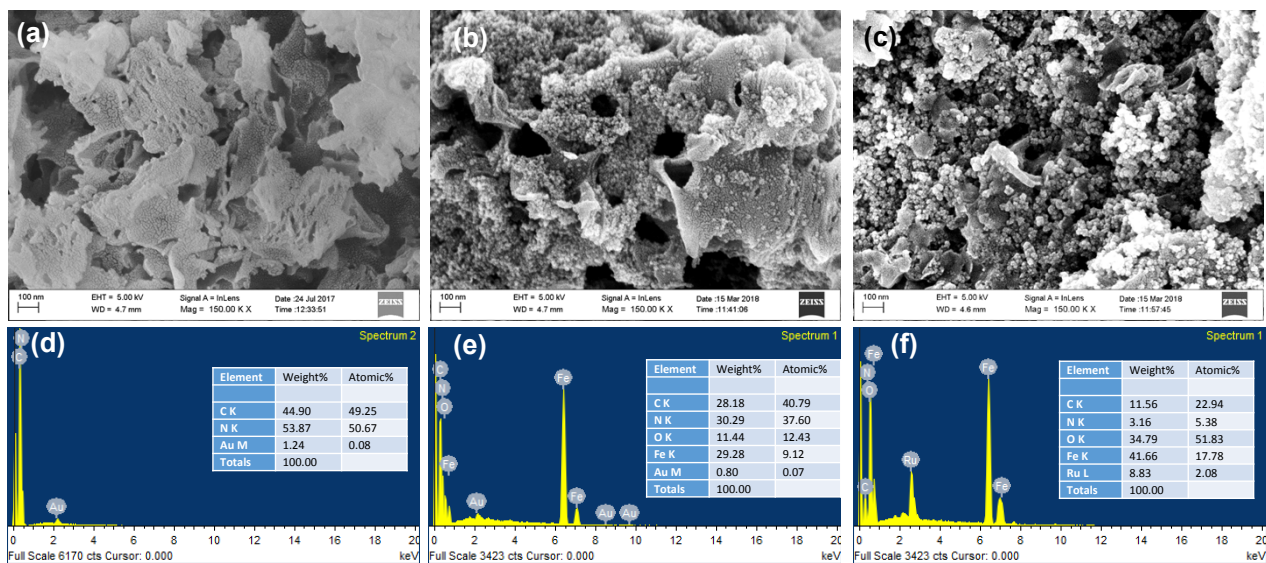 (a)
100 nm EHT = 5.00 kV Signal A = InLens Date :24 Jul 2017
WD = 4.7 mm Mag = 150.00 K X Time :12:33:51
ZEISS
(b)
100 nm EHT = 5.00 kV Signal A = InLens Date :15 Mar 2018
WD = 4.7 mm Mag = 150.00 K X Time :11:41:06
ZEISS
(c)
100 nm EHT = 5.00 kV Signal A = InLens Date :15 Mar 2018
WD = 4.6 mm Mag = 150.00 K X Time :11:57:45
ZEISS
(d)
Spectrum 2
N
C
Au
Element Weight% Atomic%
C K 44.90 49.25
N K 53.87 50.67
Au M 1.24 0.08
Totals 100.00
0 2 4 6 8 10 12 14 16 18 20
Full Scale 6170 cts Cursor: 0.000 keV
(e)
Spectrum 1
C
N
O
Fe
Au
Fe
Fe
Au
Au
Element Weight% Atomic%
C K 28.18 40.79
N K 30.29 37.60
O K 11.44 12.43
Fe K 29.28 9.12
Au M 0.80 0.07
Totals 100.00
0 2 4 6 8 10 12 14 16 18 20
Full Scale 3423 cts Cursor: 0.000 keV
(f)
Spectrum 1
Fe
N
O
C
Ru
Fe
Fe
Element Weight% Atomic%
C K 11.56 22.94
N K 3.16 5.38
O K 34.79 51.83
Fe K 41.66 17.78
Ru L 8.83 2.08
Totals 100.00
0 2 4 6 8 10 12 14 16 18 20
Full Scale 3423 cts Cursor: 0.000 keV